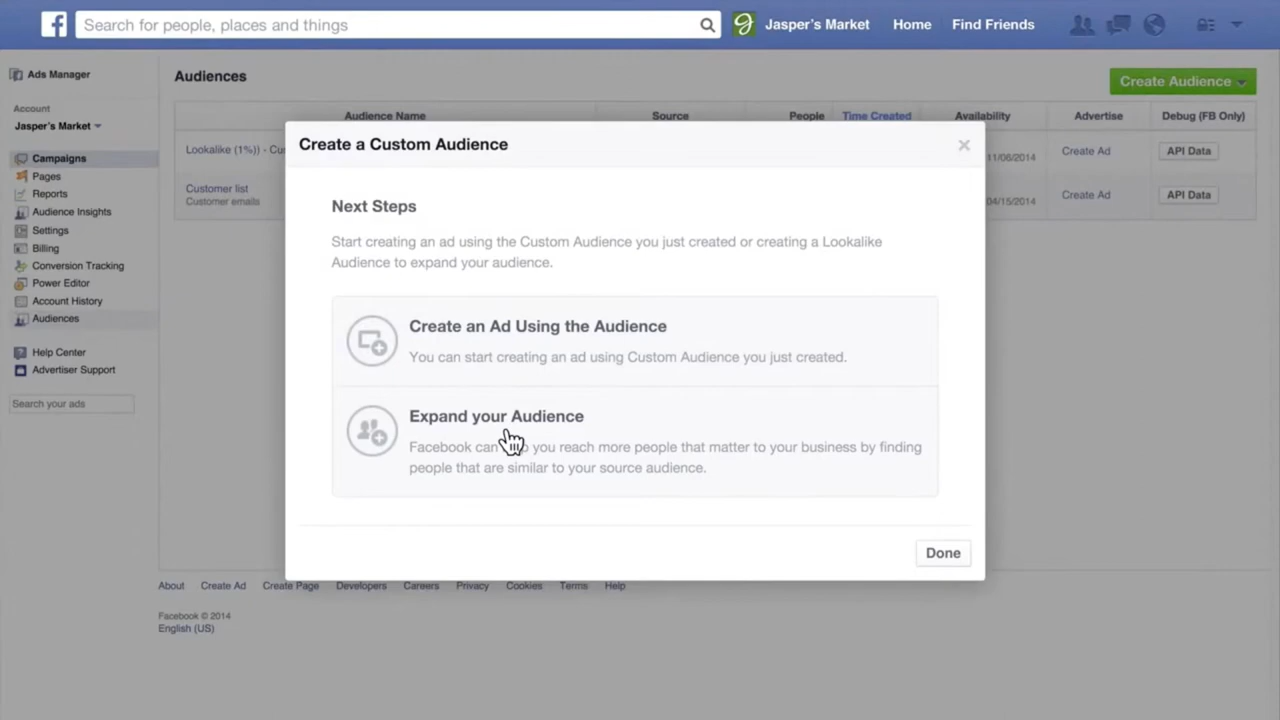 Search for people, places and things
Jasper's Market
Home
Find Friends
Ads Manager
Account
Jasper's Market
Campaigns
Pages
Reports
Audience Insights
Settings
Billing
Conversion Tracking
Power Editor
Account History
Audiences
Help Center
Advertiser Support
Search your ads
Audiences
Create Audience
Audience Name
Source
People
Time Created
Availability
Advertise
Debug (FB Only)
Lookalike (1%)) - Cu
11/06/2014
Create Ad
API Data
Customer list
Customer emails
04/15/2014
Create Ad
API Data
Create a Custom Audience
Next Steps
Start creating an ad using the Custom Audience you just created or creating a Lookalike
Audience to expand your audience.
Create an Ad Using the Audience
You can start creating an ad using Custom Audience you just created.
Expand your Audience
Facebook can you reach more people that matter to your business by finding
people that are similar to your source audience.
Done
About Create Ad Create Page Developers Careers Privacy Cookies Terms Help
Facebook © 2014
English (US)